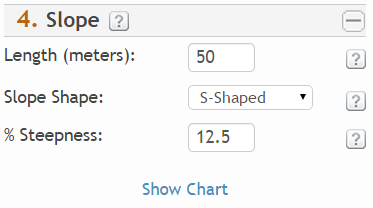 4. Slope ?
Length (meters): 50 ?
Slope Shape: S-Shaped ?
% Steepness: 12.5 ?
Show Chart